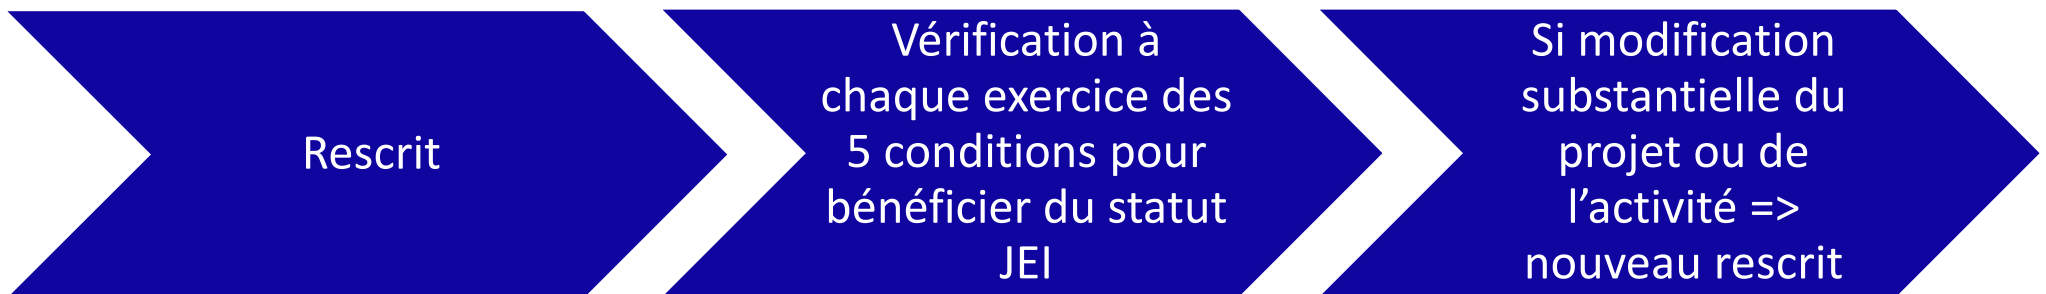 Rescrit
Vérification à
chaque exercice des
5 conditions pour
bénéficier du statut
JEI
Si modification
substantielle du
projet ou de
l’activité =>
nouveau rescrit